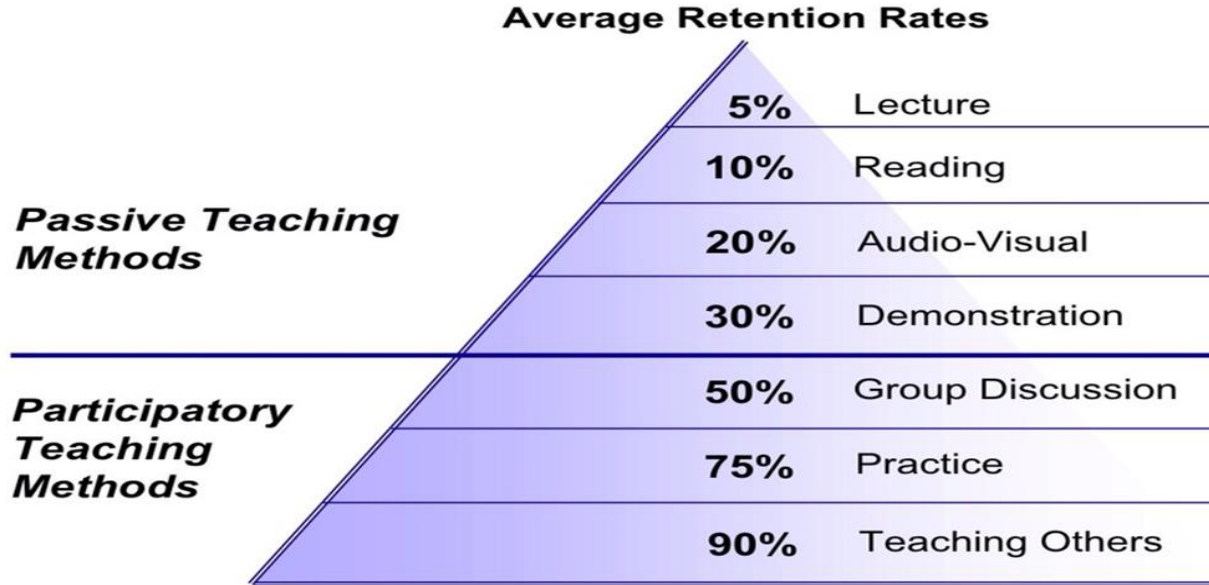 Average Retention Rates
5% Lecture
10% Reading
Passive Teaching
Methods
20% Audio-Visual
30% Demonstration
Participatory
Teaching
Methods
50% Group Discussion
75% Practice
90% Teaching Others